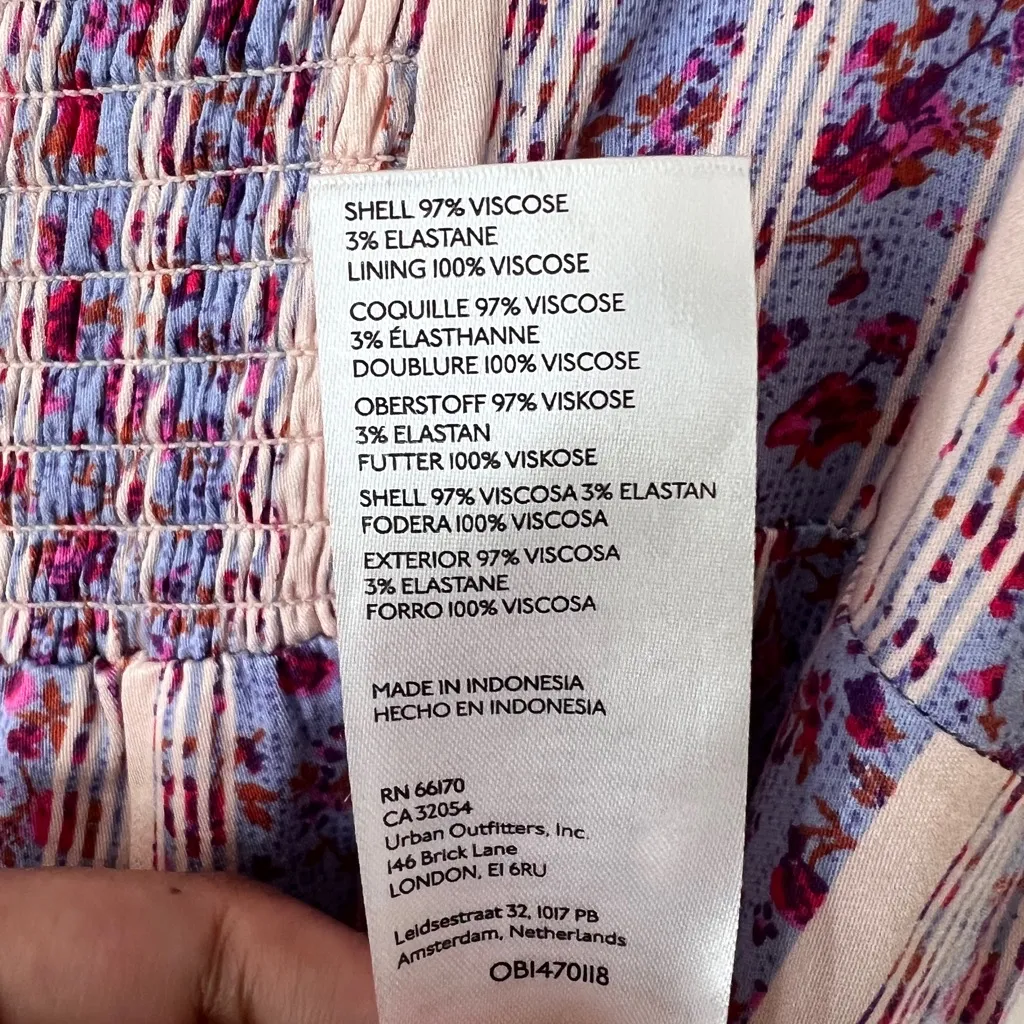 SHELL 97% VISCOSE
3% ELASTANE
LINING 100% VISCOSE
COQUILLE 97% VISCOSE
3% ÉLASTHANNE
DOUBLURE 100% VISCOSE
OBERSTOFF 97% VISKOSE
3% ELASTAN
FUTTER 100% VISKOSE
SHELL 97% VISCOSA 3% ELASTAN
FODERA 100% VISCOSA
EXTERIOR 97% VISCOSA
3% ELASTANE
FORRO 100% VISCOSA
MADE IN INDONESIA
HECHO EN INDONESIA
RN 66170
CA 32054
Urban Outfitters, Inc.
146 Brick Lane
LONDON, E1 6RU
Leidsestraat 32, 1017 PB
Amsterdam, Netherlands
OB1470118